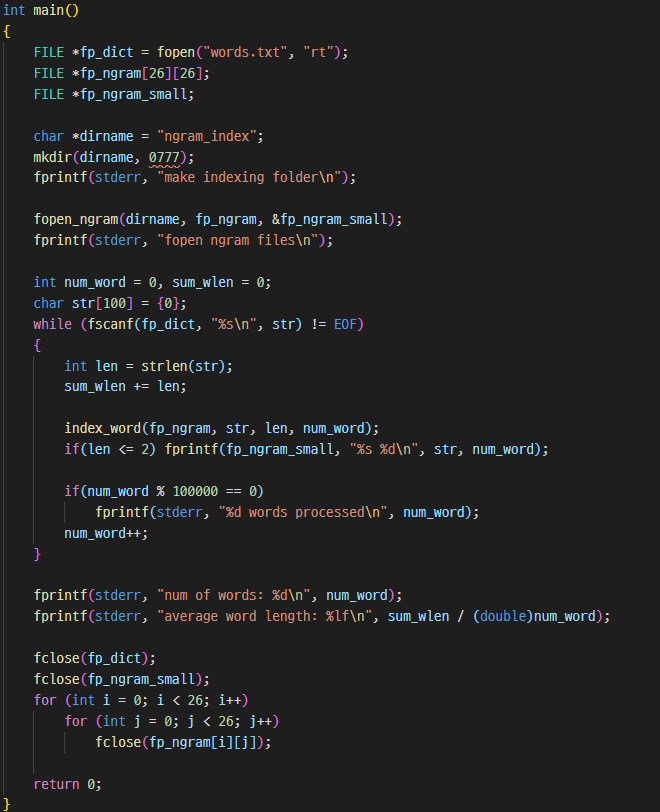 int main()
{
    FILE *fp_dict = fopen("words.txt", "rt");
    FILE *fp_ngram[26][26];
    FILE *fp_ngram_small;

    char *dirname = "ngram_index";
    mkdir(dirname, 0777);
    fprintf(stderr, "make indexing folder\n");

    fopen_ngram(dirname, fp_ngram, &fp_ngram_small);
    fprintf(stderr, "fopen ngram files\n");

    int num_word = 0, sum_wlen = 0;
    char str[100] = {0};
    while (fscanf(fp_dict, "%s\n", str) != EOF)
    {
        int len = strlen(str);
        sum_wlen += len;

        index_word(fp_ngram, str, len, num_word);
        if(len <= 2) fprintf(fp_ngram_small, "%s %d\n", str, num_word);

        if(num_word % 100000 == 0)
            fprintf(stderr, "%d words processed\n", num_word);
        num_word++;
    }

    fprintf(stderr, "num of words: %d\n", num_word);
    fprintf(stderr, "average word length: %lf\n", sum_wlen / (double)num_word);

    fclose(fp_dict);
    fclose(fp_ngram_small);
    for (int i = 0; i < 26; i++)
        for (int j = 0; j < 26; j++)
            fclose(fp_ngram[i][j]);

    return 0;
}